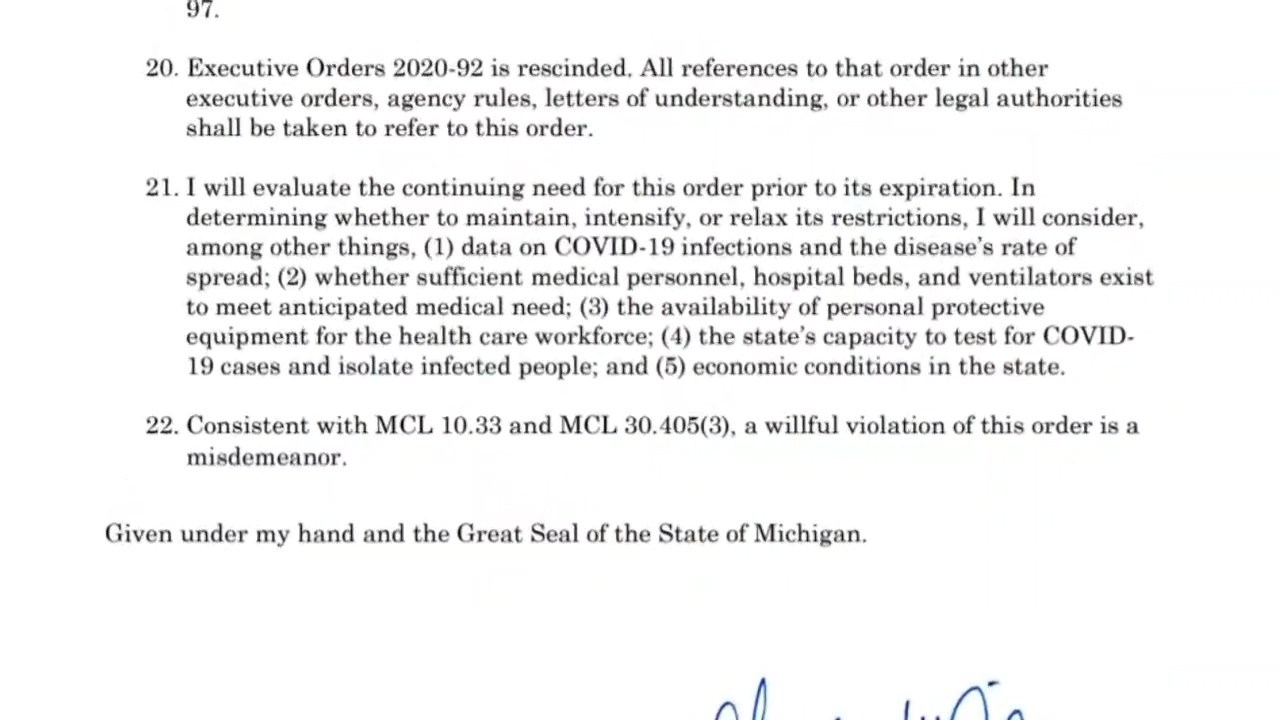 97.
20. Executive Orders 2020-92 is rescinded. All references to that order in other
executive orders, agency rules, letters of understanding, or other legal authorities
shall be taken to refer to this order.
21. I will evaluate the continuing need for this order prior to its expiration. In
determining whether to maintain, intensify, or relax its restrictions, I will consider,
among other things, (1) data on COVID-19 infections and the disease's rate of
spread; (2) whether sufficient medical personnel, hospital beds, and ventilators exist
to meet anticipated medical need; (3) the availability of personal protective
equipment for the health care workforce; (4) the state's capacity to test for COVID-
19 cases and isolate infected people; and (5) economic conditions in the state.
22. Consistent with MCL 10.33 and MCL 30.405(3), a willful violation of this order is a
misdemeanor.
Given under my hand and the Great Seal of the State of Michigan.